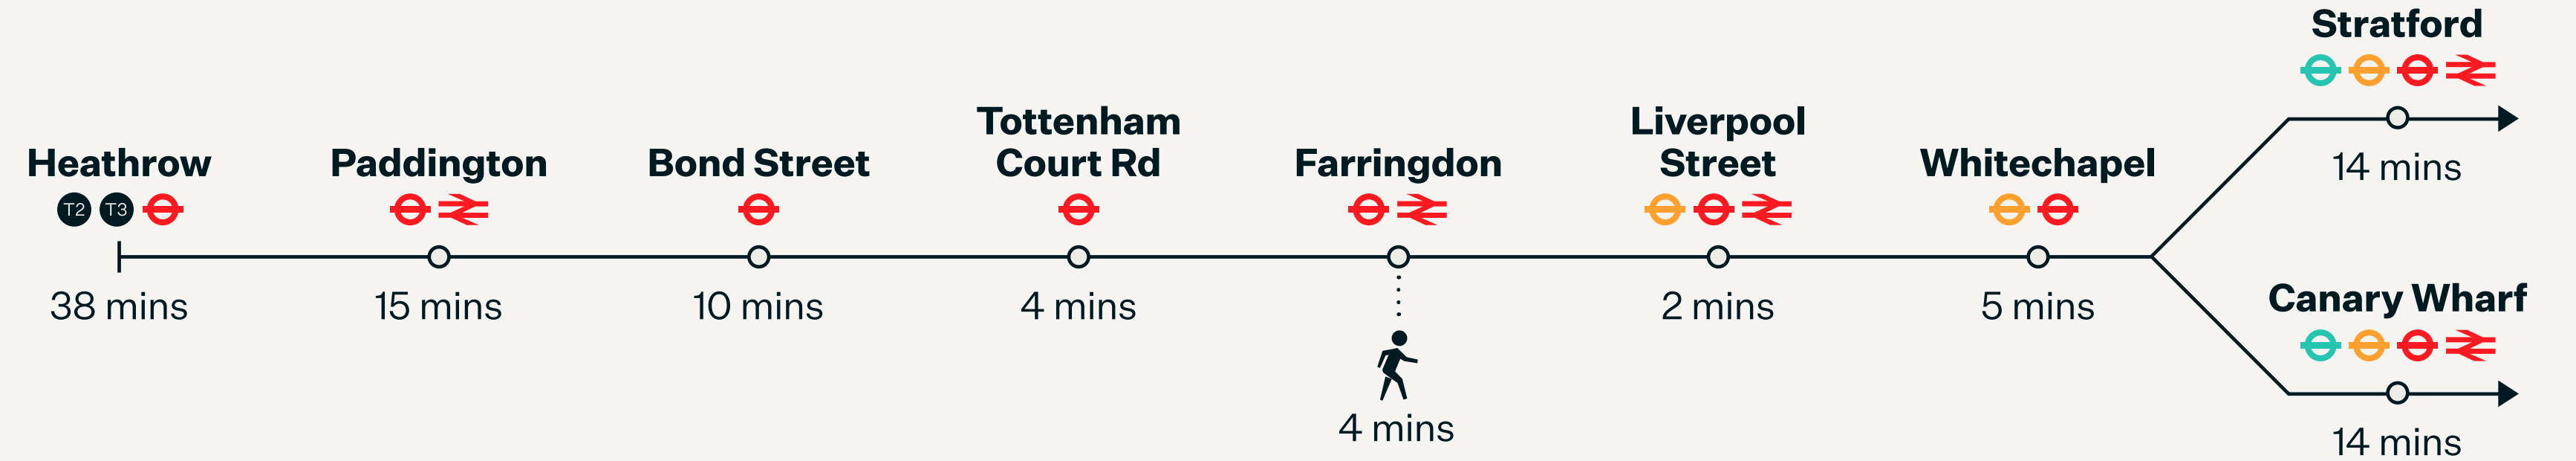 Heathrow
T2 T3
38 mins
Paddington
15 mins
Bond Street
10 mins
Tottenham
Court Rd
4 mins
Farringdon
4 mins
Liverpool
Street
2 mins
Whitechapel
5 mins
Stratford
14 mins
Canary Wharf
14 mins